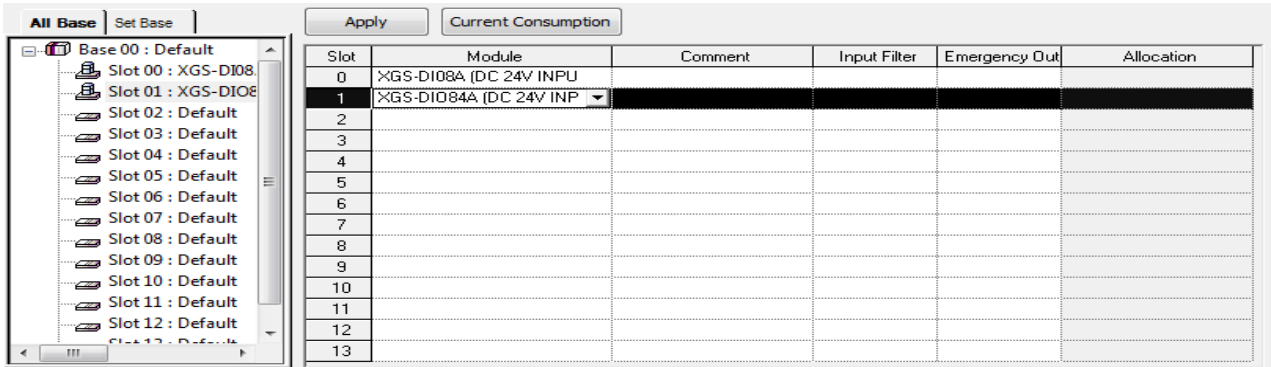 All Base Set Base
Apply Current Consumption
Base 00 : Default
Slot 00 : XGS-DI08.
Slot 01 : XGS-DIO8
Slot 02 : Default
Slot 03 : Default
Slot 04 : Default
Slot 05 : Default
Slot 06 : Default
Slot 07 : Default
Slot 08 : Default
Slot 09 : Default
Slot 10 : Default
Slot 11 : Default
Slot 12 : Default
Slot 13 : Default
Slot Module Comment Input Filter Emergency Out Allocation
0 XGS-DI08A (DC 24V INPU
1 XGS-DIO84A (DC 24V INP
2
3
4
5
6
7
8
9
10
11
12
13